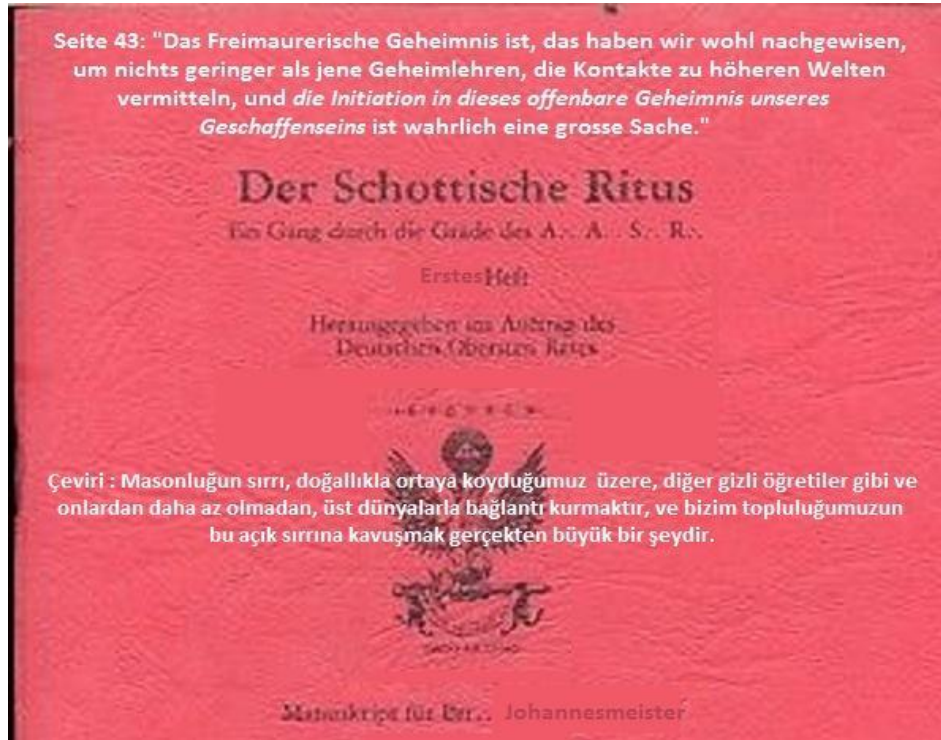 Seite 43: "Das Freimaurerische Geheimnis ist, das haben wir wohl nachgewisen,
um nichts geringer als jene Geheimlehren, die Kontakte zu höheren Welten
vermitteln, und die Initiation in dieses offenbare Geheimnis unseres
Geschaffenseins ist wahrlich eine grosse Sache."
Der Schottische Ritus
Ein Gang durch die Grade des A∴ A∴ S∴ R∴
Erstes Heft
Herausgegeben im Auftrag des
Deutschen Obersten Rates
Çeviri : Masonluğun sırrı, doğallıkla ortaya koyduğumuz üzere, diğer gizli öğretiler gibi ve
onlardan daha az olmadan, üst dünyalarla bağlantı kurmaktır, ve bizim topluluğumuzun
bu açık sırrına kavuşmak gerçekten büyük bir şeydir.
Manuskript für Brr∴ Johannesmeister